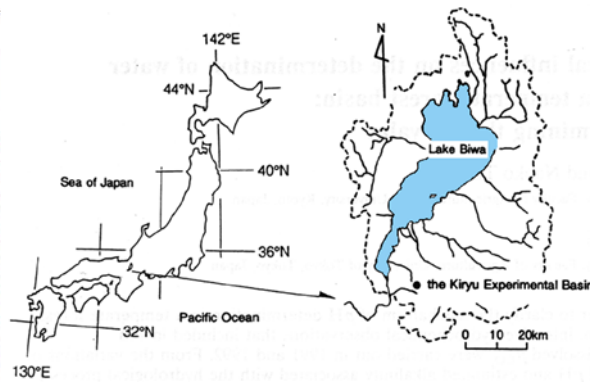 142°E
44°N
Sea of Japan
40°N
36°N
Pacific Ocean
32°N
130°E
N
Lake Biwa
the Kiryu Experimental Basin
0 10 20km